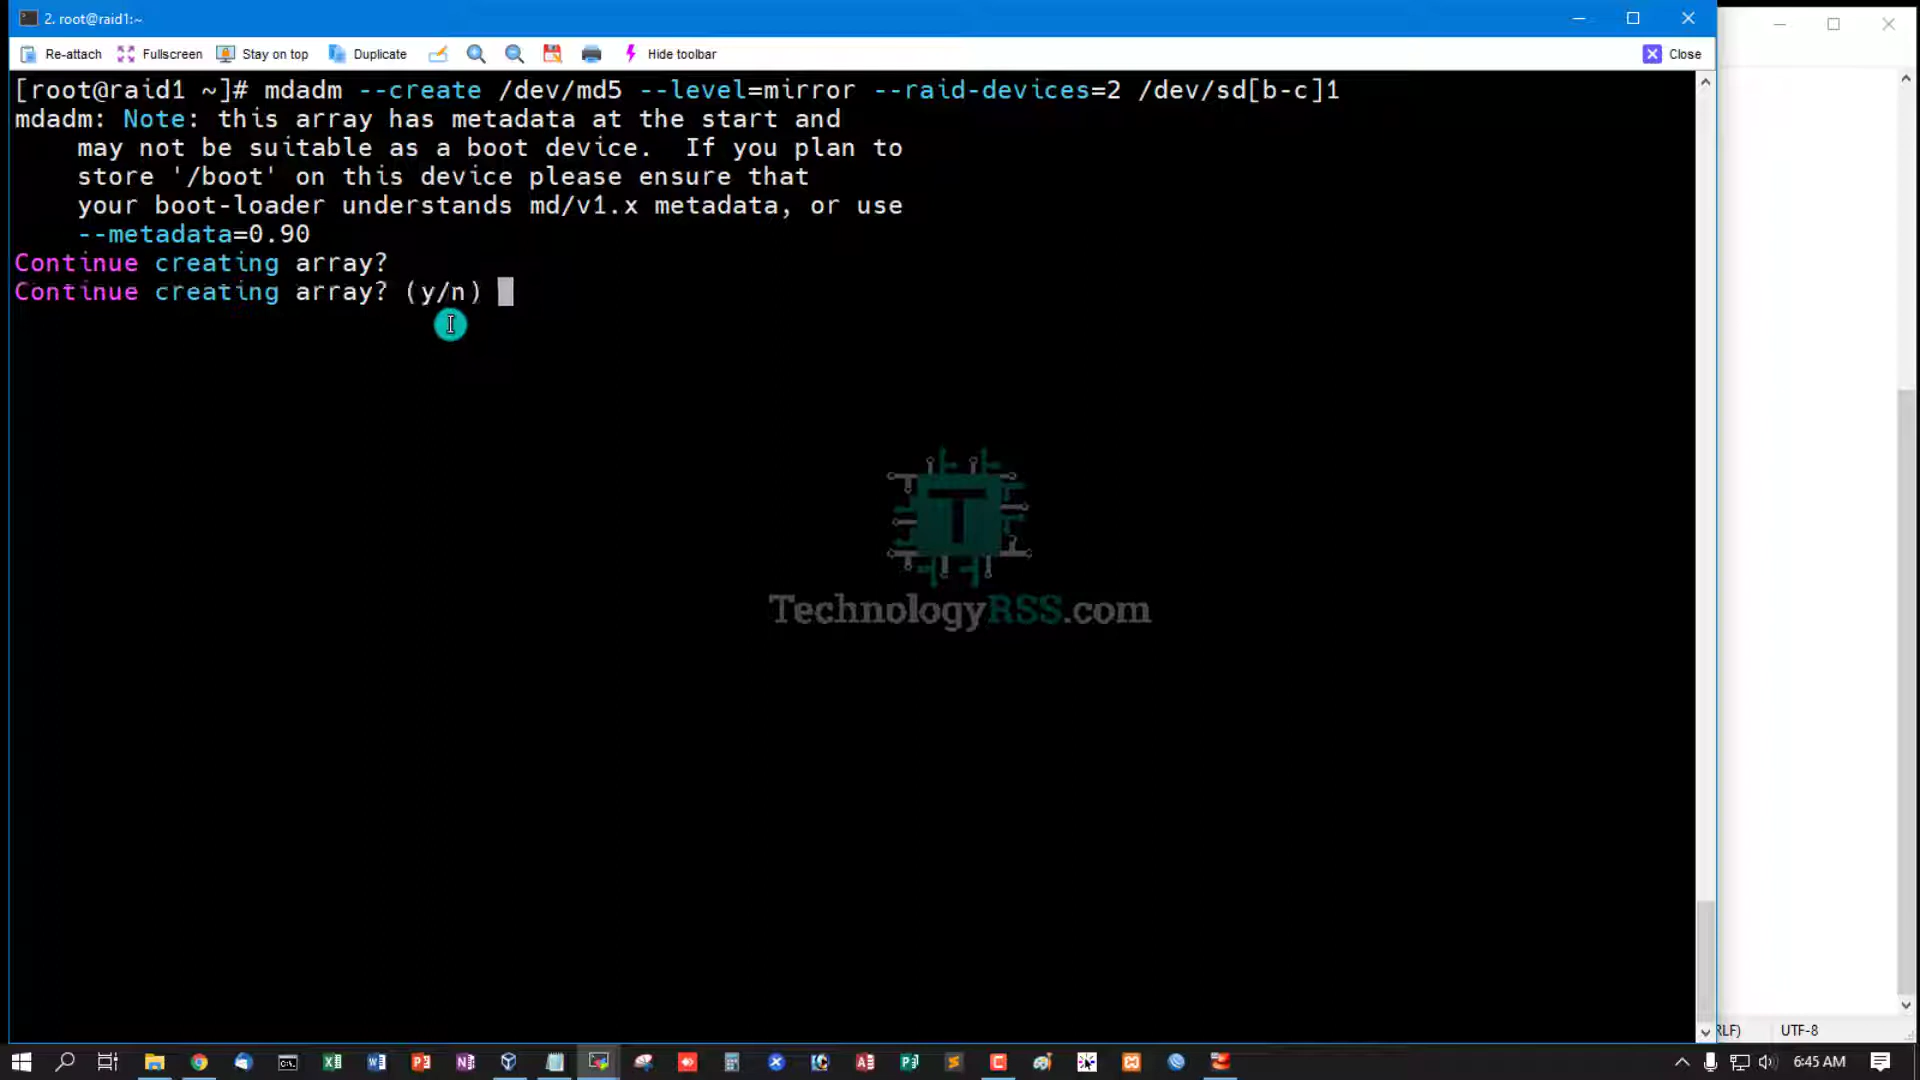 2. root@raid1:~
Re-attach Fullscreen Stay on top Duplicate Hide toolbar Close
[root@raid1 ~]# mdadm --create /dev/md5 --level=mirror --raid-devices=2 /dev/sd[b-c]1
mdadm: Note: this array has metadata at the start and
may not be suitable as a boot device.  If you plan to
store '/boot' on this device please ensure that
your boot-loader understands md/v1.x metadata, or use
--metadata=0.90
Continue creating array?
Continue creating array? (y/n)
T
TechnologyRSS.com
RLF) UTF-8
6:45 AM